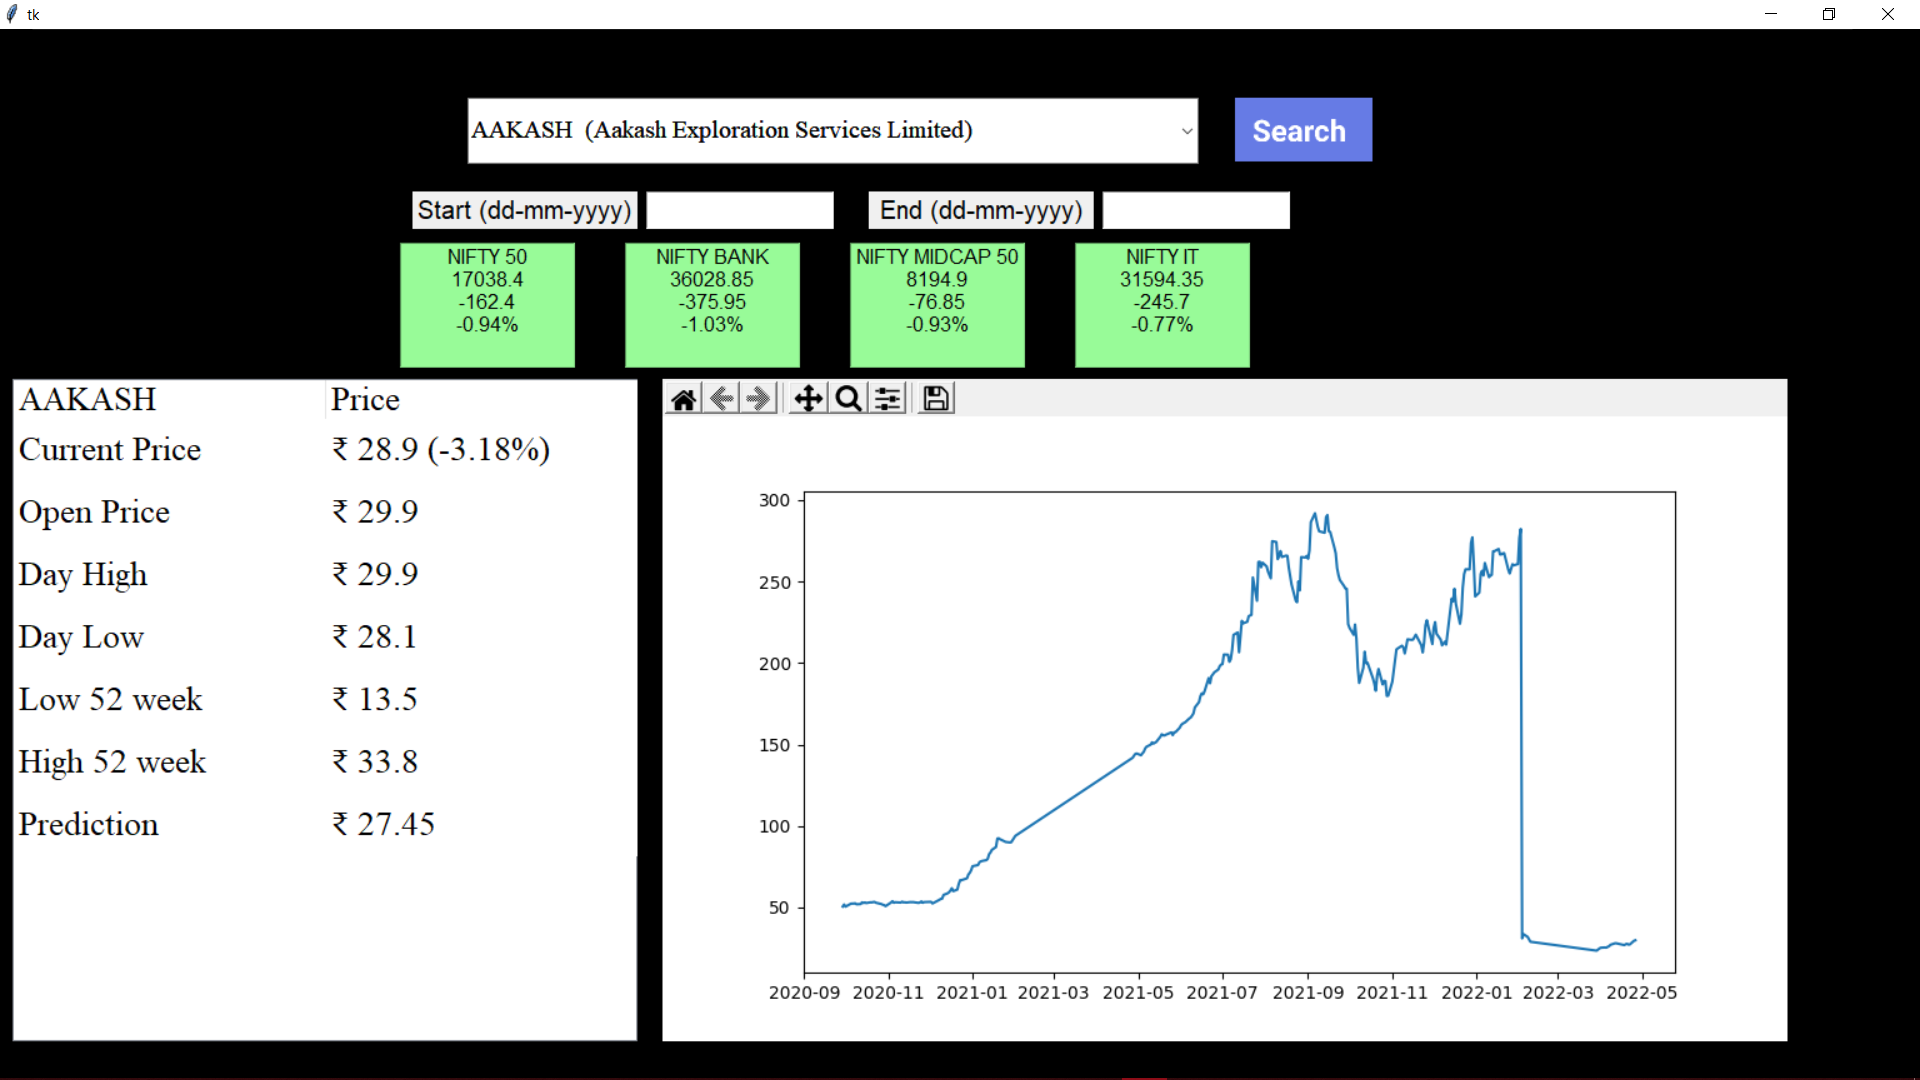 tk
AAKASH  (Aakash Exploration Services Limited)
Search
Start (dd-mm-yyyy)
End (dd-mm-yyyy)
NIFTY 50
17038.4
-162.4
-0.94%
NIFTY BANK
36028.85
-375.95
-1.03%
NIFTY MIDCAP 50
8194.9
-76.85
-0.93%
NIFTY IT
31594.35
-245.7
-0.77%
AAKASH Price
Current Price ₹ 28.9 (-3.18%)
Open Price ₹ 29.9
Day High ₹ 29.9
Day Low ₹ 28.1
Low 52 week ₹ 13.5
High 52 week ₹ 33.8
Prediction ₹ 27.45
300
250
200
150
100
50
2020-09 2020-11 2021-01 2021-03 2021-05 2021-07 2021-09 2021-11 2022-01 2022-03 2022-05